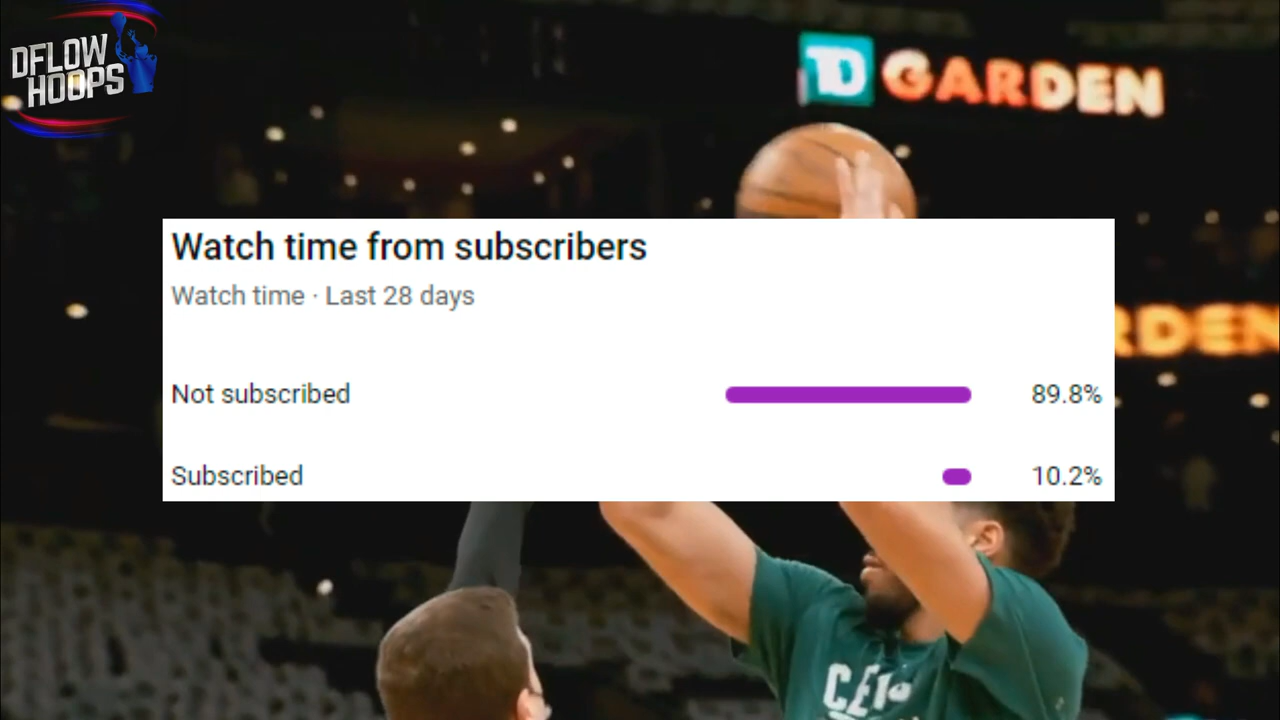 DFLOW
HOOPS
TD GARDEN
Watch time from subscribers
Watch time · Last 28 days
RDEN
Not subscribed 89.8%
Subscribed 10.2%